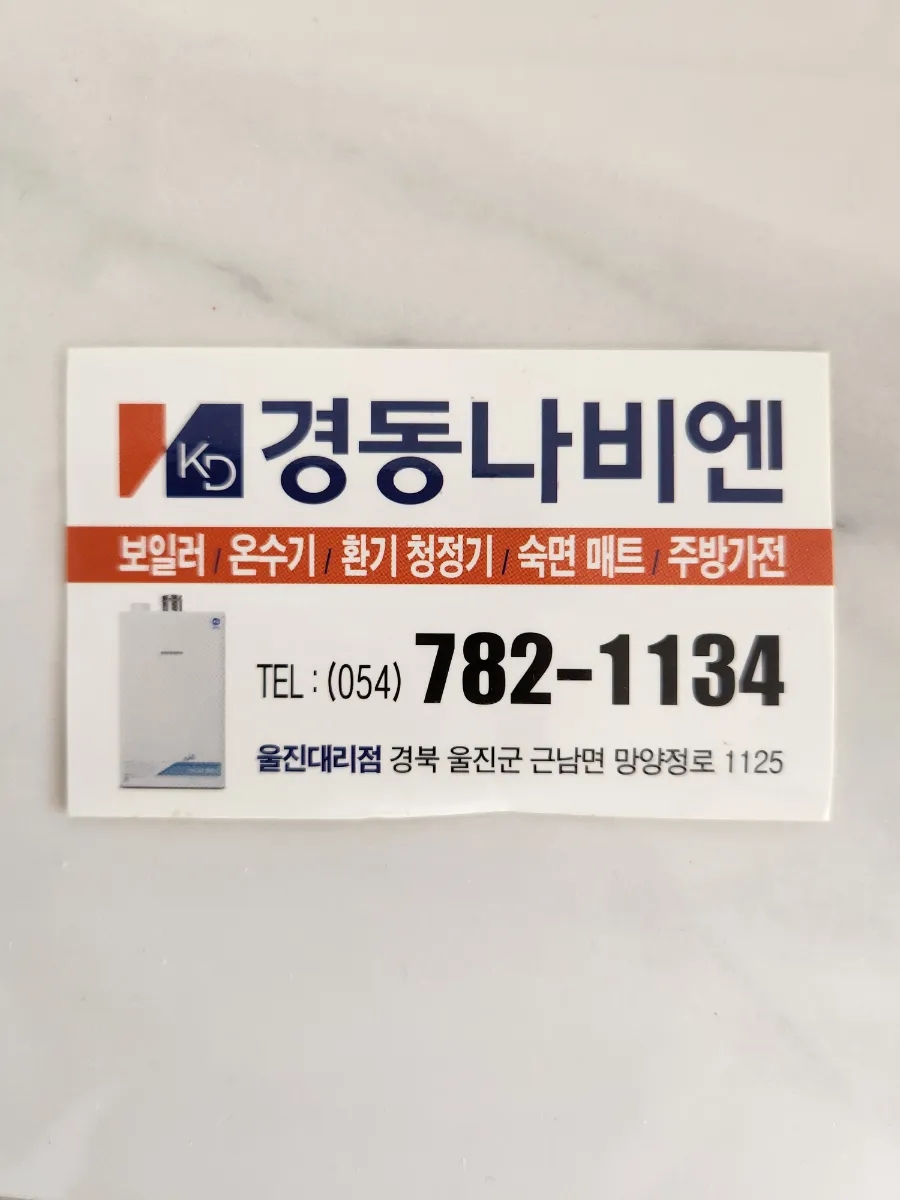 KD 경동나비엔
보일러 / 온수기 / 환기 청정기 / 숙면 매트 / 주방가전
TEL : (054) 782-1134
울진대리점 경북 울진군 근남면 망양정로 1125